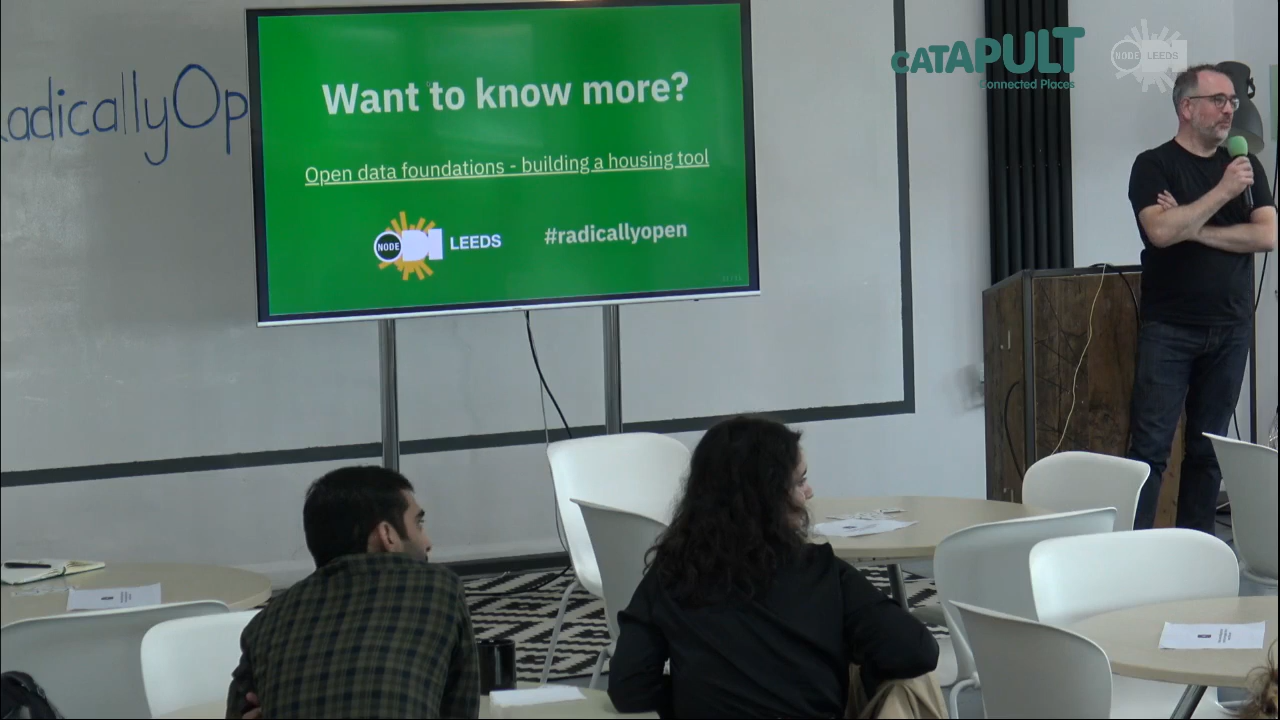 RadicallyOp
Want to know more?
Open data foundations - building a housing tool
NODE
LEEDS
#radicallyopen
CATAPULT
Connected Places
NODE
LEEDS